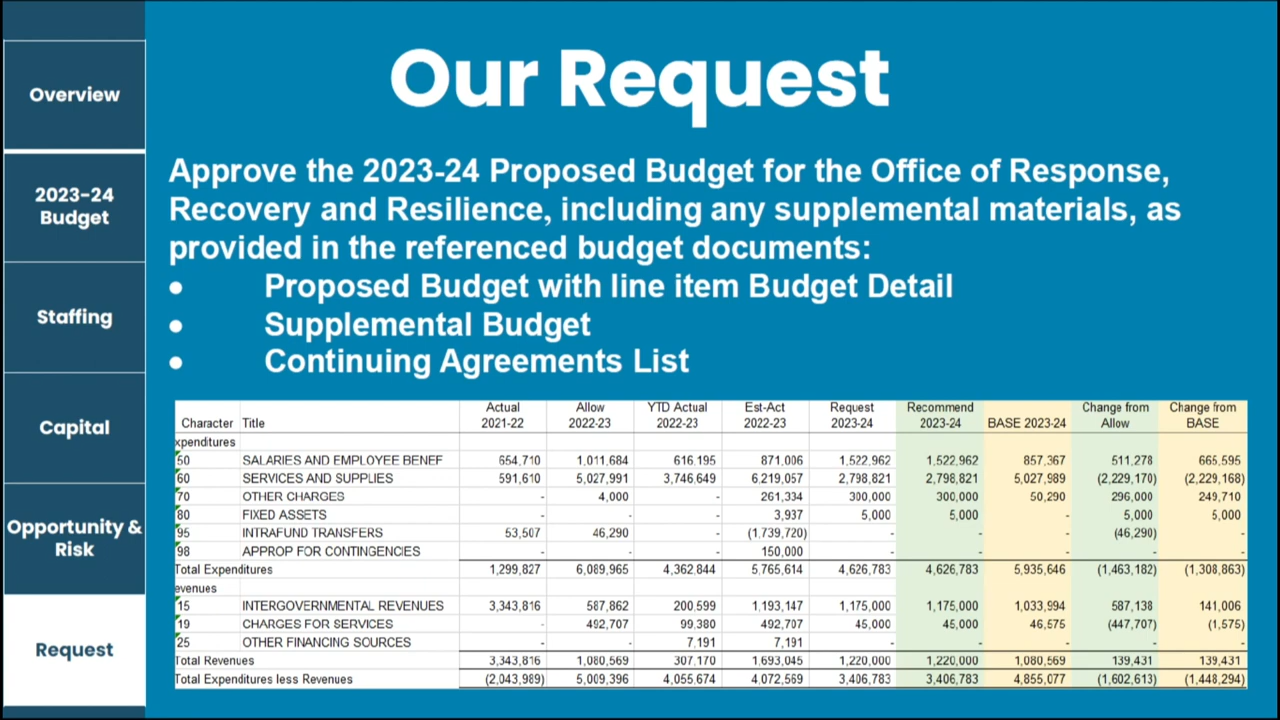 Our Request
Overview
2023-24
Budget
Staffing
Capital
Opportunity &
Risk
Request
Approve the 2023-24 Proposed Budget for the Office of Response,
Recovery and Resilience, including any supplemental materials, as
provided in the referenced budget documents:
• Proposed Budget with line item Budget Detail
• Supplemental Budget
• Continuing Agreements List
Actual Allow YTD Actual Est-Act Request Recommend Change from Change from
Character Title 2021-22 2022-23 2022-23 2022-23 2023-24 2023-24 BASE 2023-24 Allow BASE
xpenditures
50 SALARIES AND EMPLOYEE BENEF 654,710 1,011,684 616,195 871,006 1,522,962 1,522,962 857,367 511,278 665,595
60 SERVICES AND SUPPLIES 591,610 5,027,991 3,746,649 6,219,057 2,798,821 2,798,821 5,027,989 (2,229,170) (2,229,168)
70 OTHER CHARGES - 4,000 - 261,334 300,000 300,000 50,290 296,000 249,710
80 FIXED ASSETS - - - 3,937 5,000 5,000 - 5,000 5,000
95 INTRAFUND TRANSFERS 53,507 46,290 - (1,739,720) - - - (46,290) -
98 APPROP FOR CONTINGENCIES - - - 150,000 - - - - -
Total Expenditures 1,299,827 6,089,965 4,362,844 5,765,614 4,626,783 4,626,783 5,935,646 (1,463,182) (1,308,863)
evenues
15 INTERGOVERNMENTAL REVENUES 3,343,816 587,862 200,599 1,193,147 1,175,000 1,175,000 1,033,994 587,138 141,006
19 CHARGES FOR SERVICES - 492,707 99,380 492,707 45,000 45,000 46,575 (447,707) (1,575)
25 OTHER FINANCING SOURCES - - 7,191 7,191 - - - - -
Total Revenues 3,343,816 1,080,569 307,170 1,693,045 1,220,000 1,220,000 1,080,569 139,431 139,431
Total Expenditures less Revenues (2,043,989) 5,009,396 4,055,674 4,072,569 3,406,783 3,406,783 4,855,077 (1,602,613) (1,448,294)